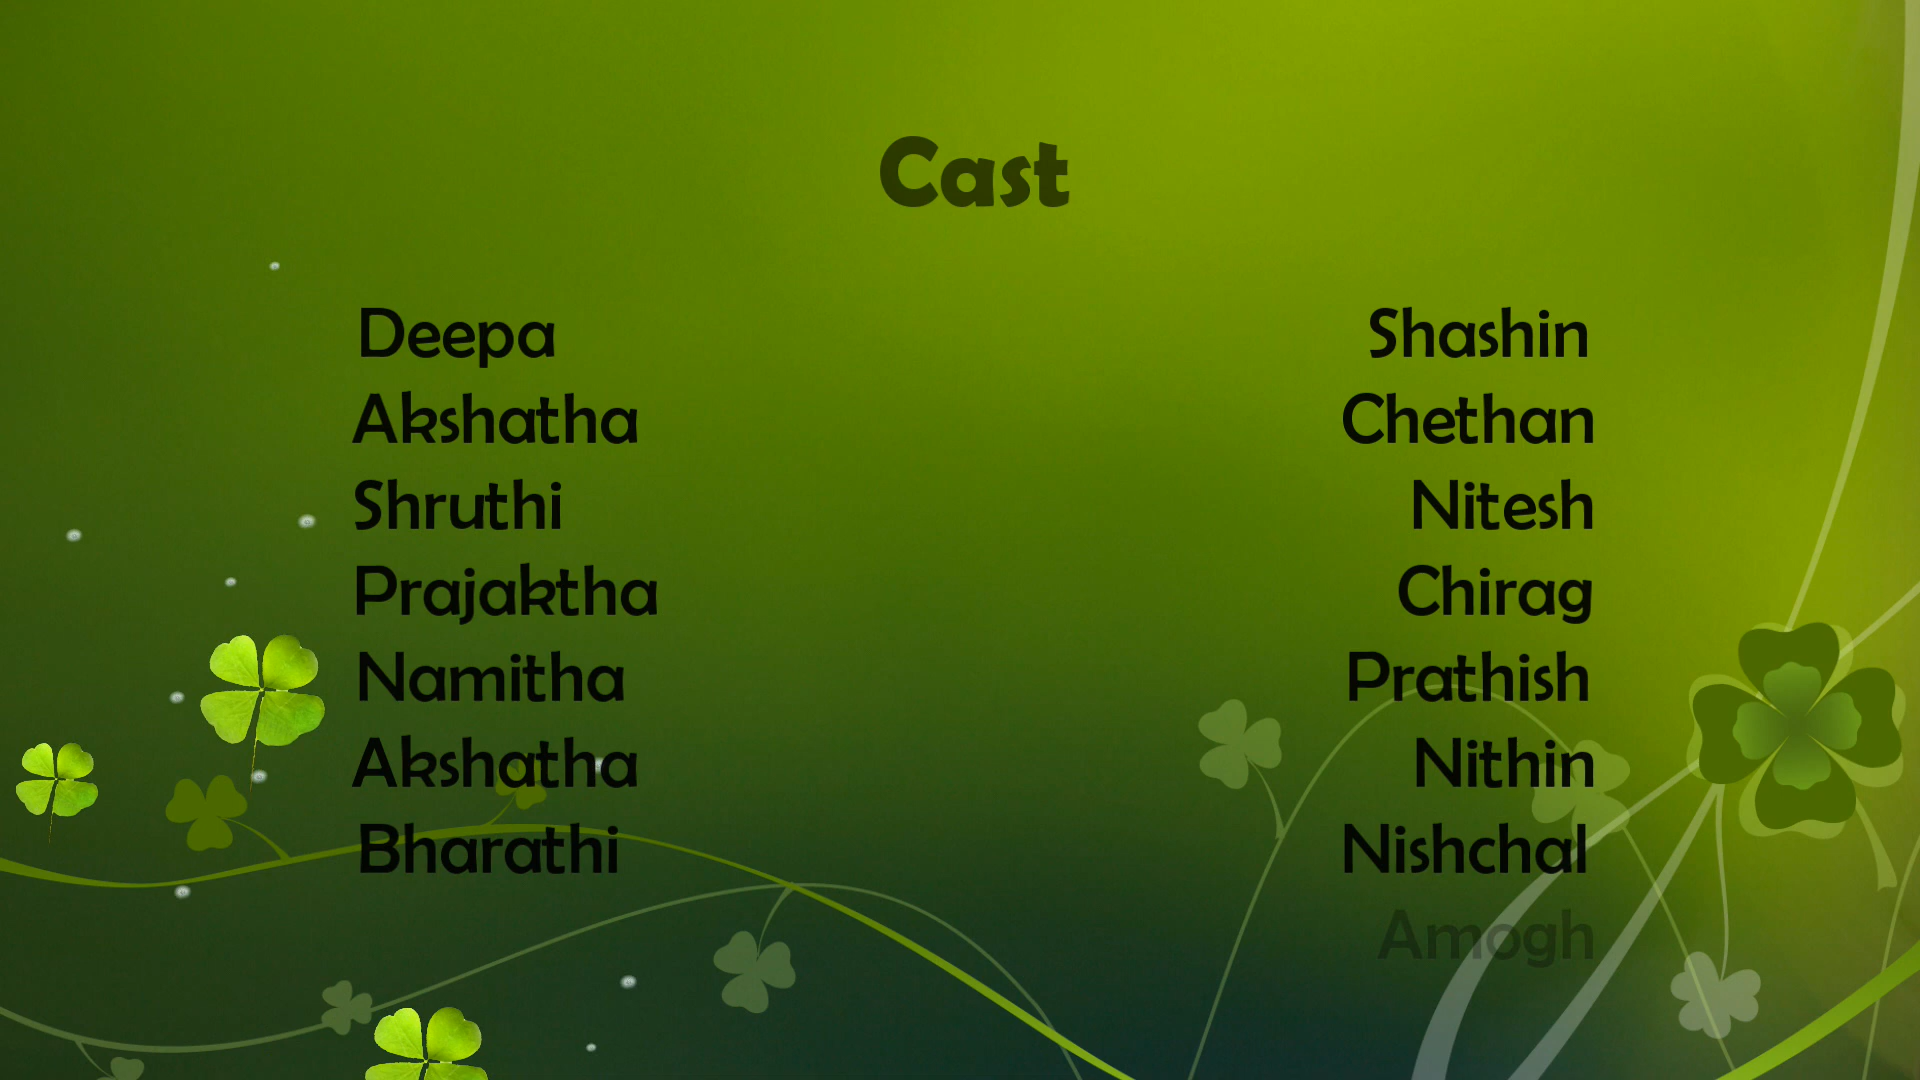 Cast
Deepa
Akshatha
Shruthi
Prajaktha
Namitha
Akshatha
Bharathi
Shashin
Chethan
Nitesh
Chirag
Prathish
Nithin
Nishchal
Amogh